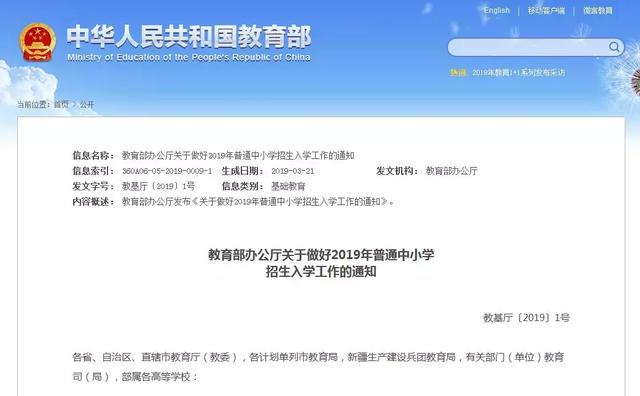 English | 移动客户端 | 微言教育
中华人民共和国教育部
Ministry of Education of the People's Republic of China
热词: 2019年教育1+1系列发布采访
当前位置: 首页 > 公开
信息名称: 教育部办公厅关于做好2019年普通中小学招生入学工作的通知
信息索引: 360A06-05-2019-0009-1 生成日期: 2019-03-21 发文机构: 教育部办公厅
发文字号: 教基厅〔2019〕1号 信息类别: 基础教育
内容概述: 教育部办公厅发布《关于做好2019年普通中小学招生入学工作的通知》。
教育部办公厅关于做好2019年普通中小学
招生入学工作的通知
教基厅〔2019〕1号
各省、自治区、直辖市教育厅（教委），各计划单列市教育局，新疆生产建设兵团教育局，有关部门（单位）教育
司（局），部属各高等学校：